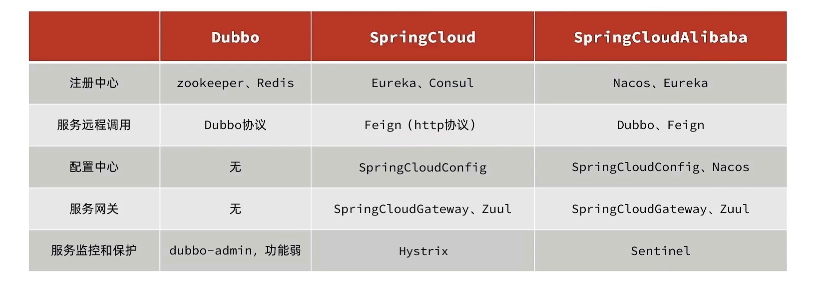 Dubbo SpringCloud SpringCloudAlibaba
注册中心 zookeeper、Redis Eureka、Consul Nacos、Eureka
服务远程调用 Dubbo协议 Feign（http协议） Dubbo、Feign
配置中心 无 SpringCloudConfig SpringCloudConfig、Nacos
服务网关 无 SpringCloudGateway、Zuul SpringCloudGateway、Zuul
服务监控和保护 dubbo-admin，功能弱 Hystrix Sentinel